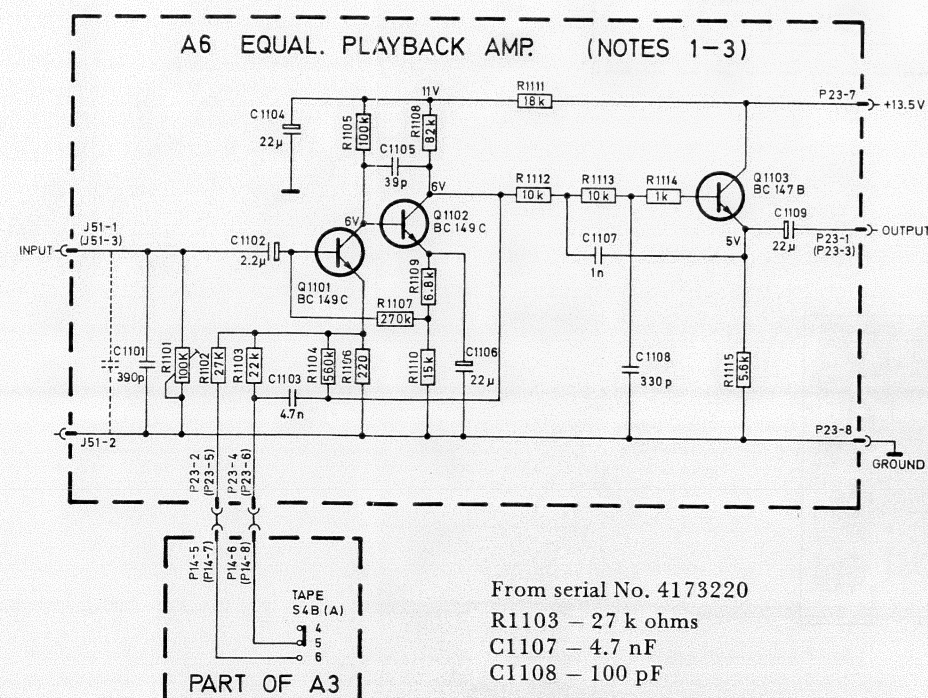 A6 EQUAL. PLAYBACK AMP. (NOTES 1-3)
R1111
18k
11V
P23-7
+13.5V
C1104
22µ
R1105
100k
R1108
82k
C1105
39p
6V
R1112
10k
R1113
10k
R1114
1k
Q1103
BC 147 B
6V
Q1102
BC 149C
C1109
22µ
5V
OUTPUT
P23-1
(P23-3)
J51-1
(J51-3)
INPUT
C1102
2.2µ
C1107
1n
Q1101
BC 149C
R1109
6.8k
R1107
270k
C1101
390p
R1101
100K
R1102
27K
R1103
22k
C1103
4.7n
R1104
560k
R1106
220
R1110
15k
C1106
22µ
C1108
330p
R1115
5.6k
J51-2
P23-8
GROUND
P23-2
(P23-5)
P23-4
(P23-6)
P14-5
(P14-7)
P14-6
(P14-8)
TAPE
S4B (A)
4
5
6
PART OF A3
From serial No. 4173220
R1103 – 27 k ohms
C1107 – 4.7 nF
C1108 – 100 pF